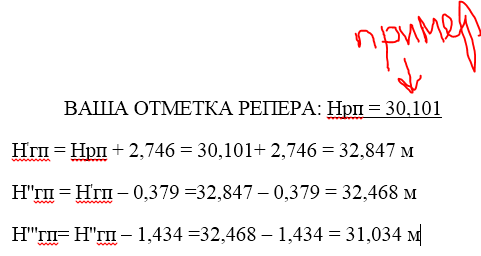 пример
ВАША ОТМЕТКА РЕПЕРА: Нрп = 30,101
Н'гп = Нрп + 2,746 = 30,101+ 2,746 = 32,847 м
Н"гп = Н'гп – 0,379 =32,847 – 0,379 = 32,468 м
Н'"гп= Н"гп – 1,434 =32,468 – 1,434 = 31,034 м